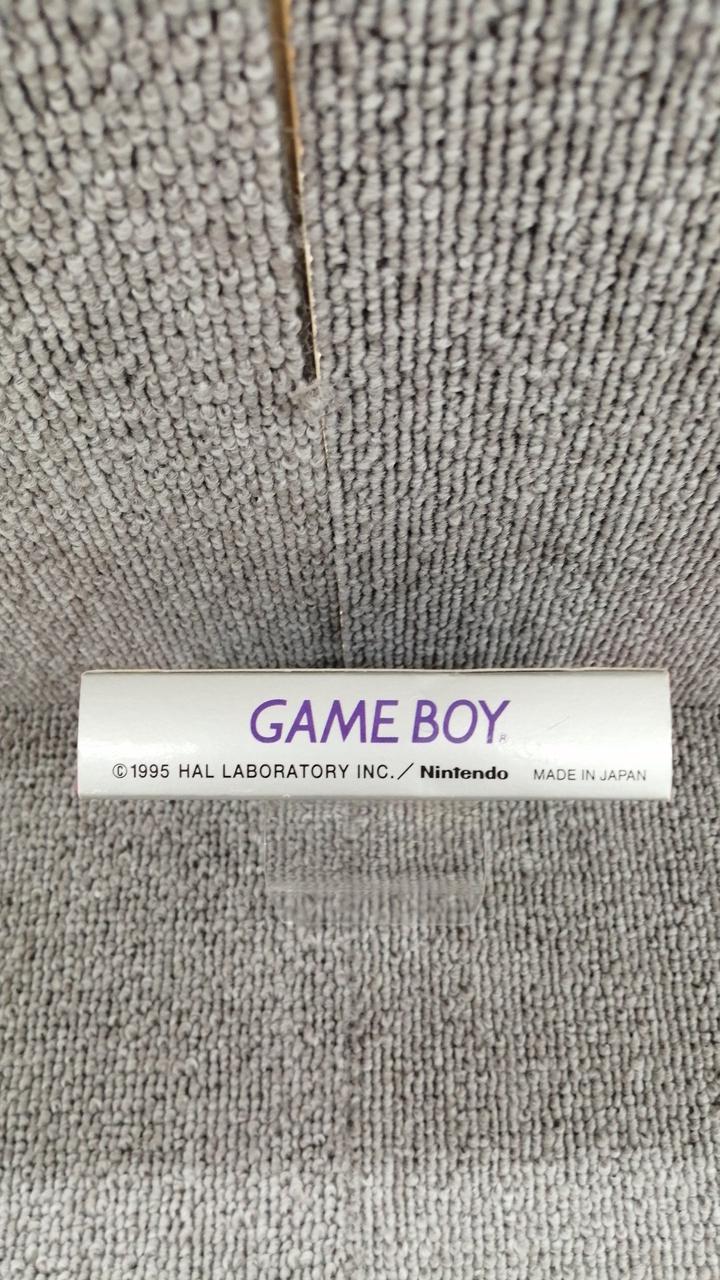 GAME BOY®
©1995 HAL LABORATORY INC./Nintendo MADE IN JAPAN